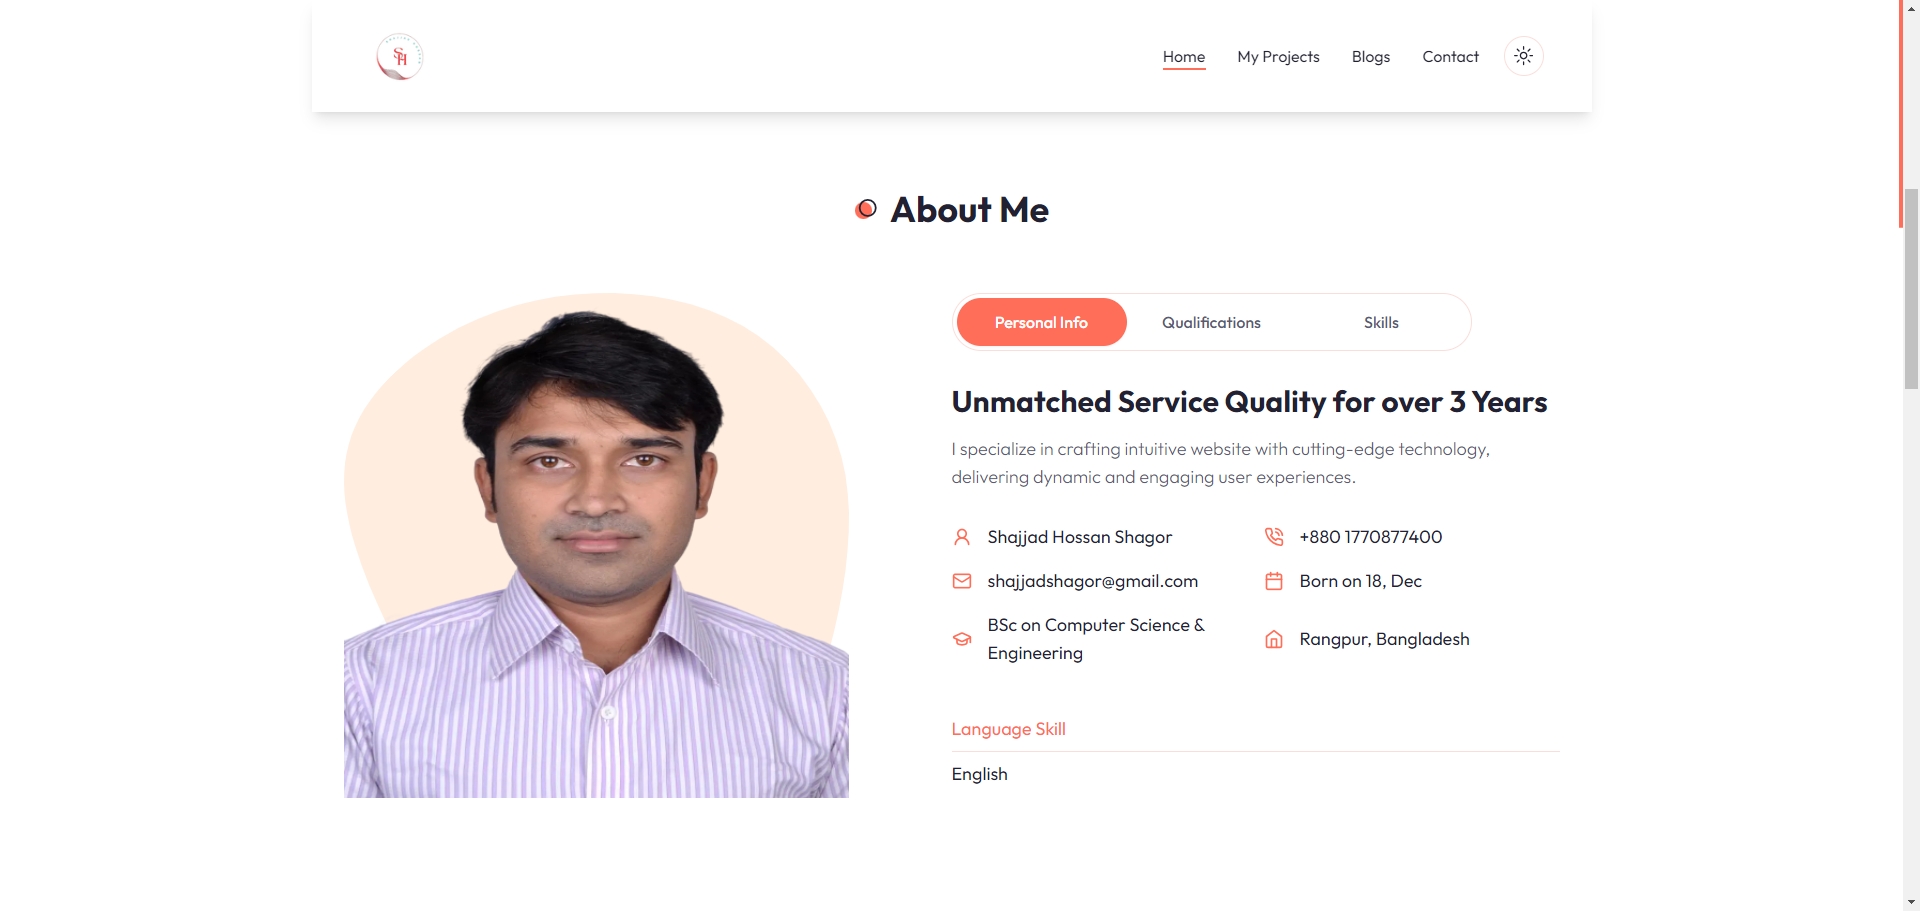 SH
Home
My Projects
Blogs
Contact
About Me
Personal Info
Qualifications
Skills
Unmatched Service Quality for over 3 Years
I specialize in crafting intuitive website with cutting-edge technology,
delivering dynamic and engaging user experiences.
Shajjad Hossan Shagor
+880 1770877400
shajjadshagor@gmail.com
Born on 18, Dec
BSc on Computer Science &
Engineering
Rangpur, Bangladesh
Language Skill
English